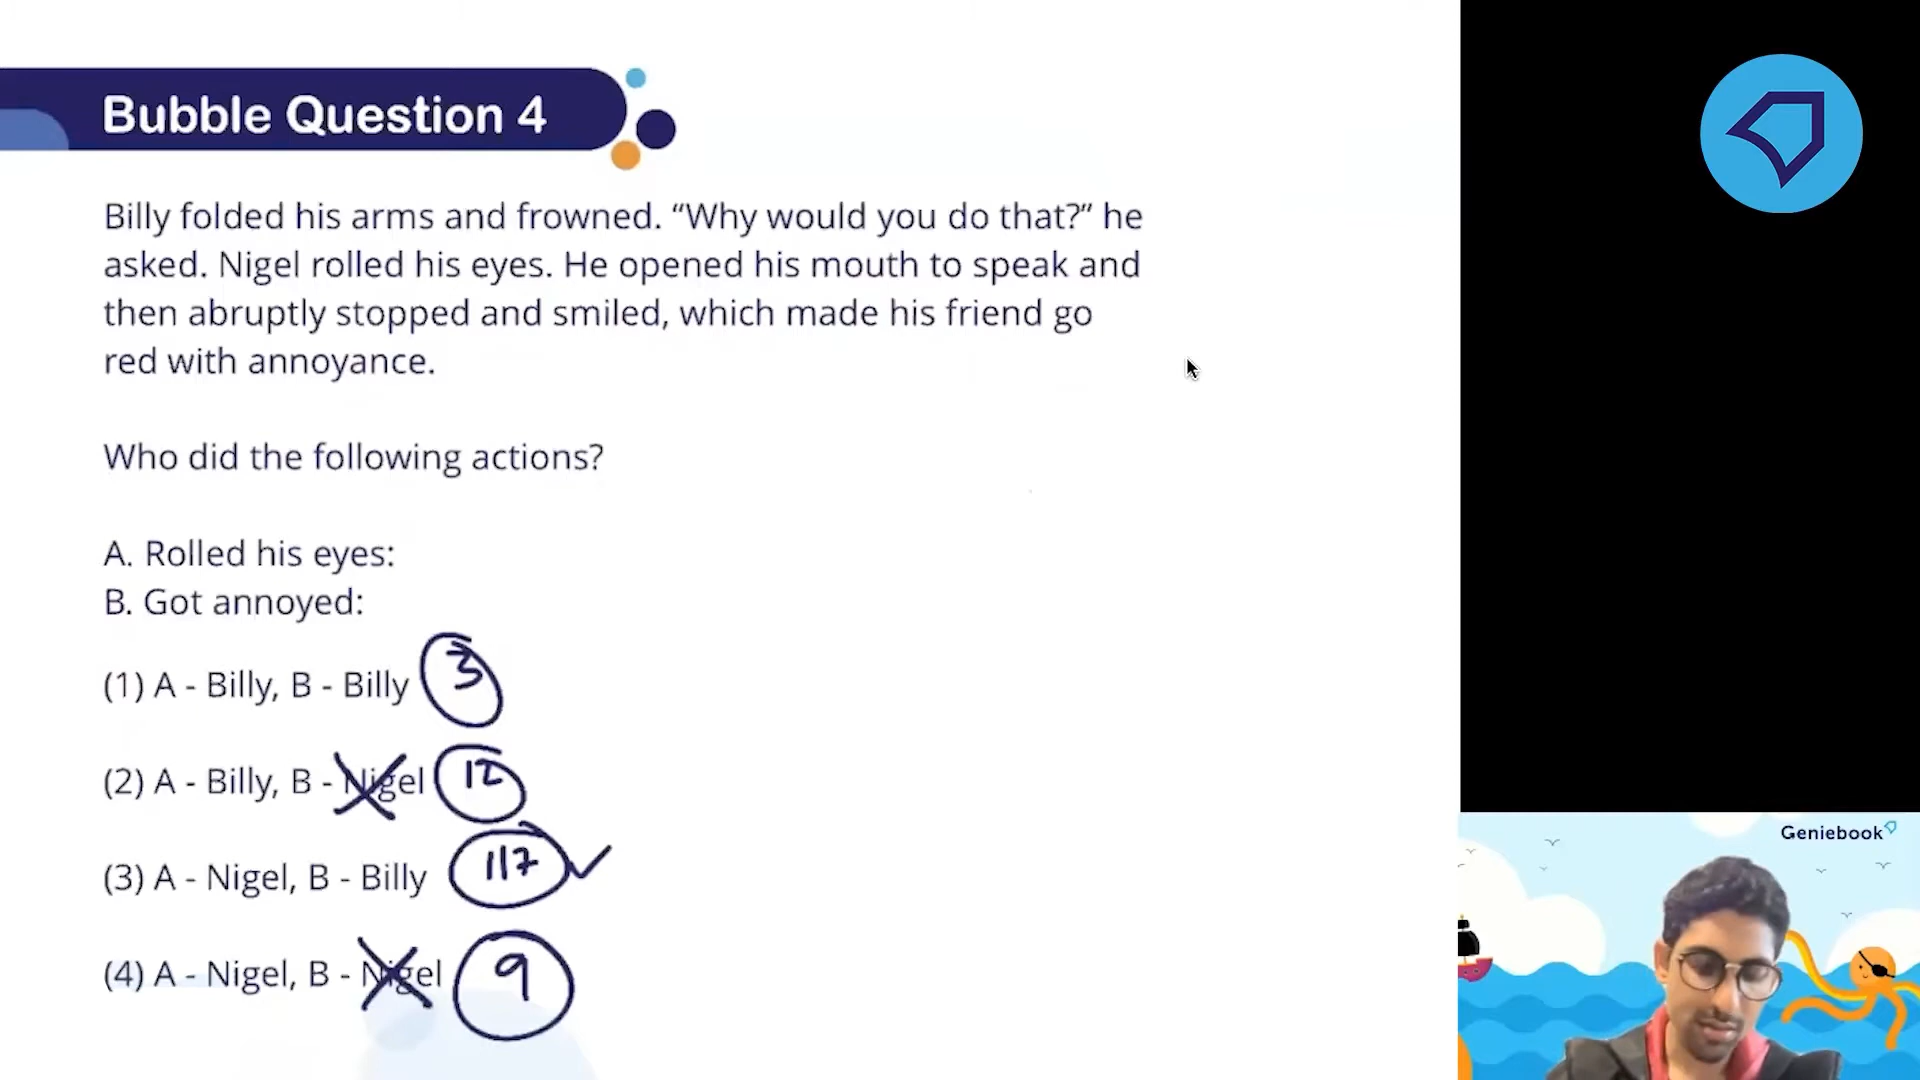 Bubble Question 4
Billy folded his arms and frowned. “Why would you do that?” he
asked. Nigel rolled his eyes. He opened his mouth to speak and
then abruptly stopped and smiled, which made his friend go
red with annoyance.
Who did the following actions?
A. Rolled his eyes:
B. Got annoyed:
(1) A - Billy, B - Billy 3
(2) A - Billy, B - Nigel 12
(3) A - Nigel, B - Billy 117
(4) A - Nigel, B - Nigel 9
Geniebook